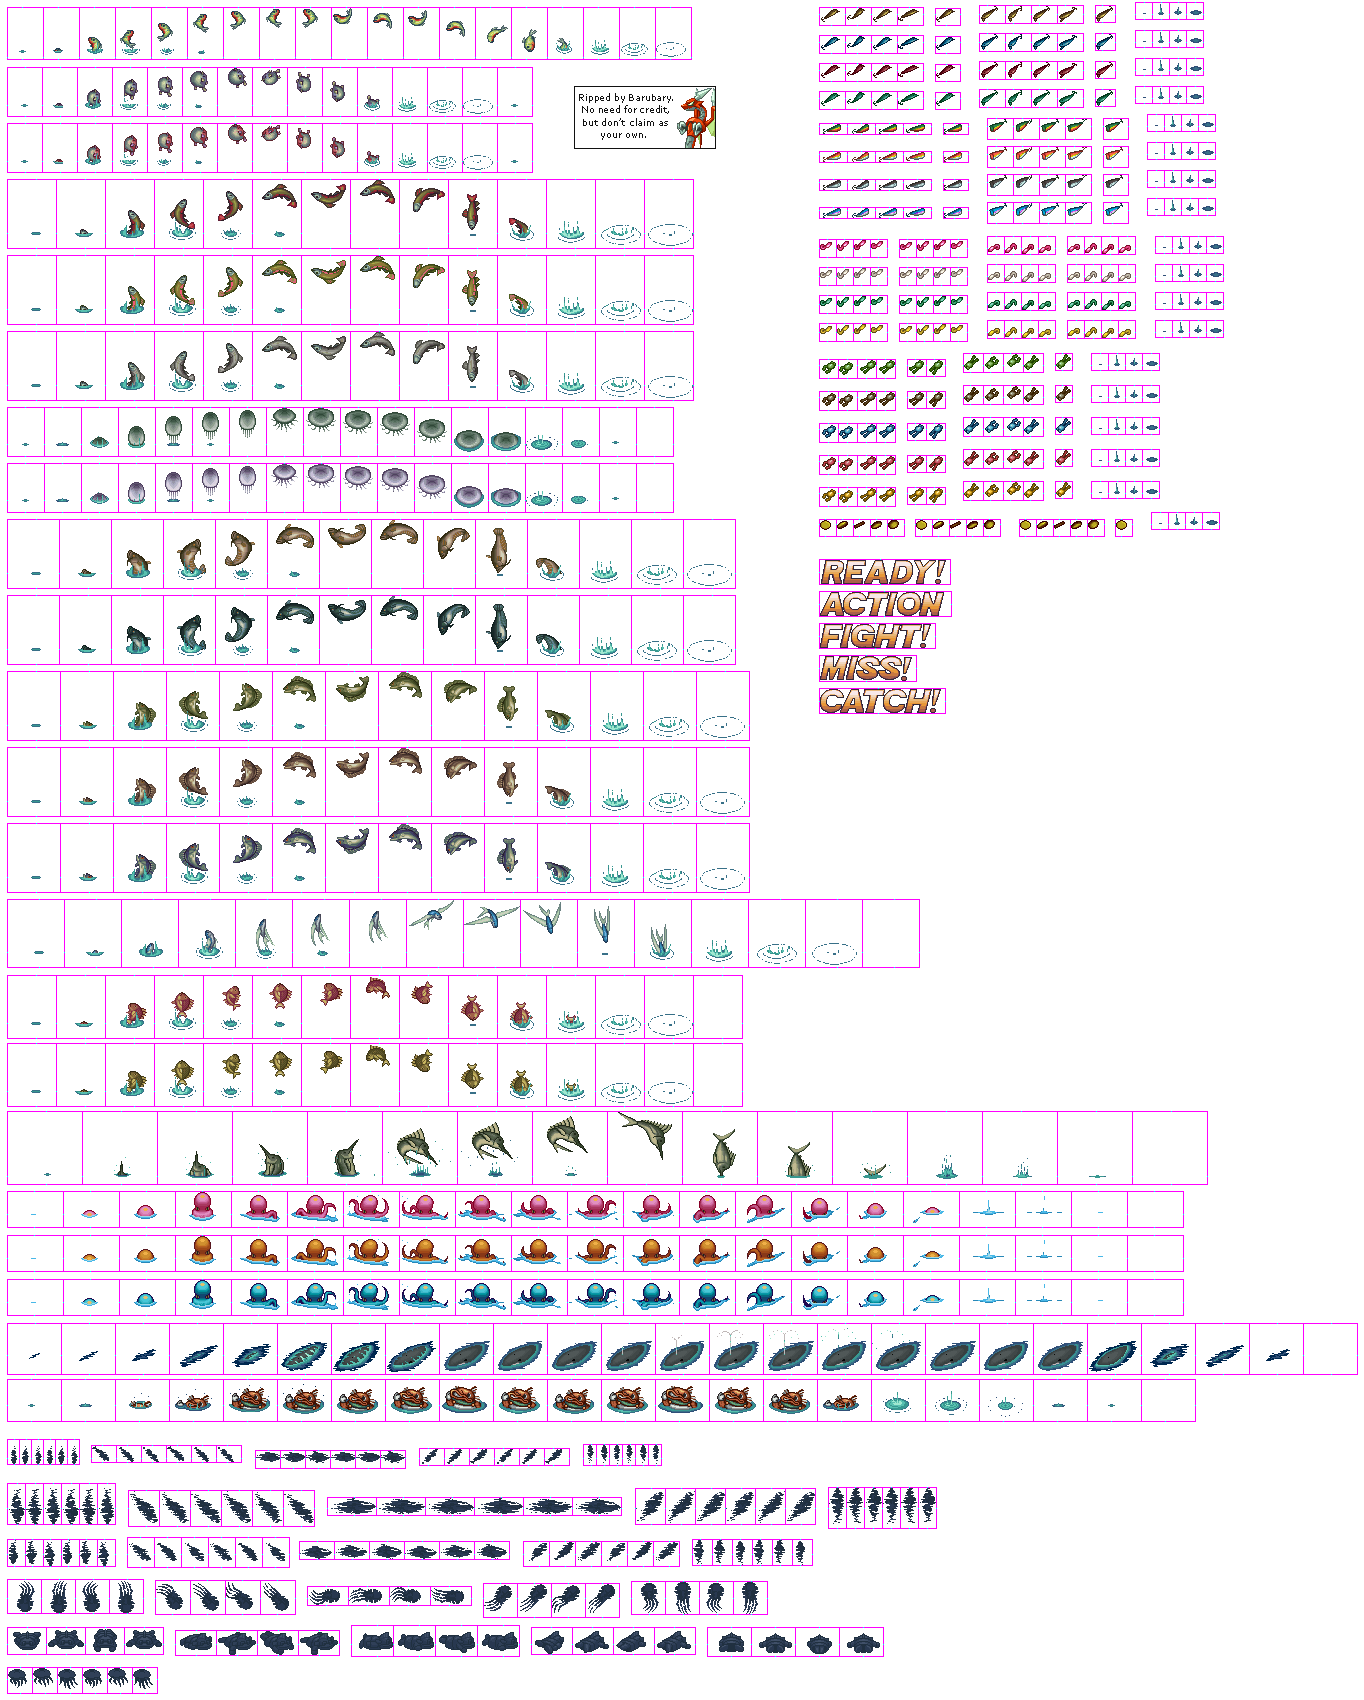 Ripped by Barubary.
No need for credit,
but don't claim as
your own.
READY!
ACTION
FIGHT!
MISS!
CATCH!